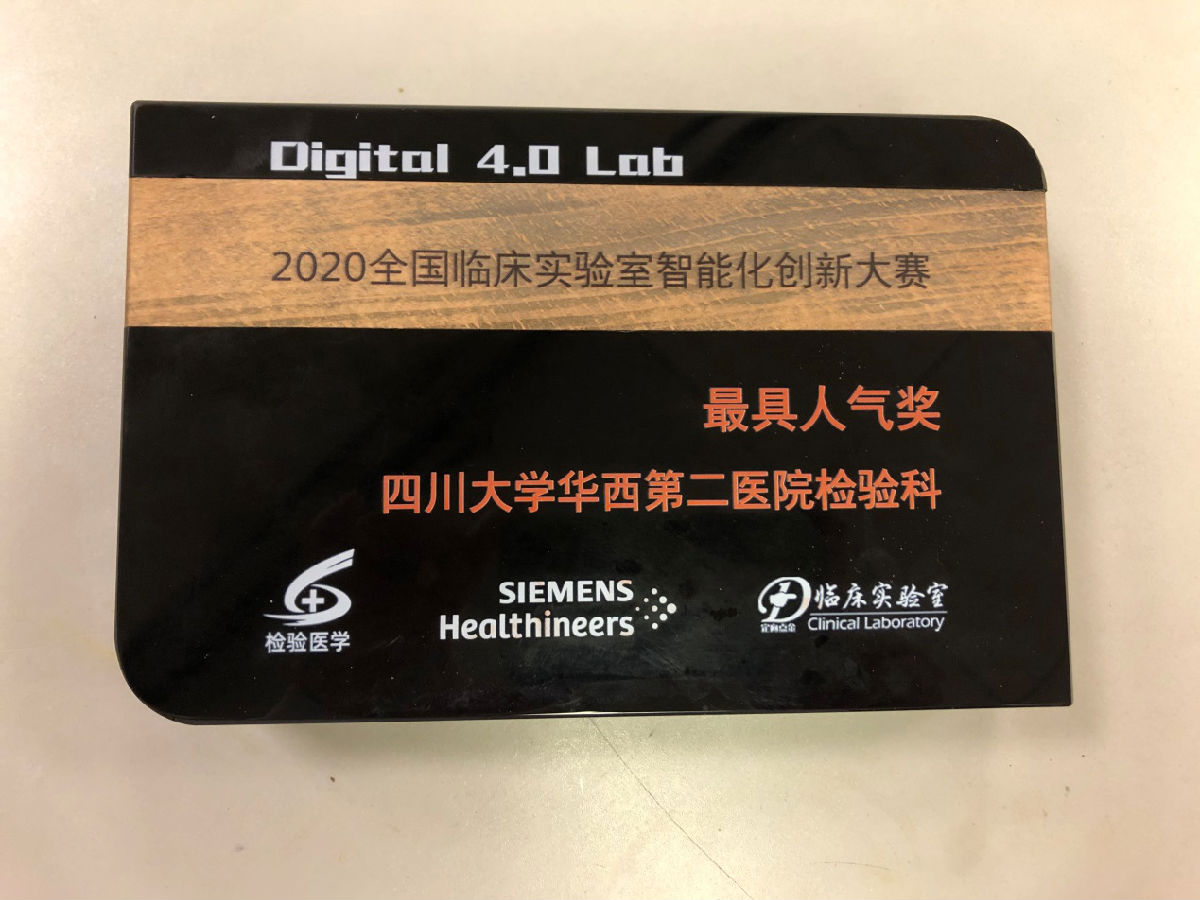 Digital 4.0 Lab
2020全国临床实验室智能化创新大赛
最具人气奖
四川大学华西第二医院检验科
检验医学
SIEMENS
Healthineers
临床实验室
Clinical Laboratory